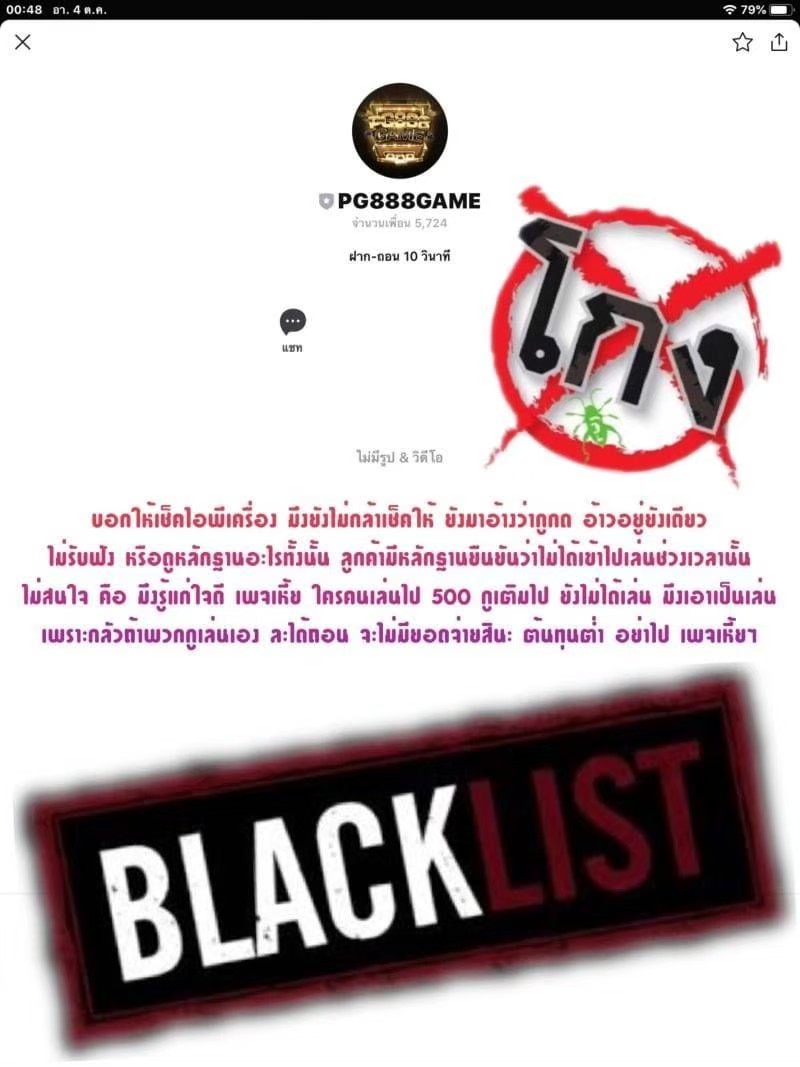 00:48 อา. 4 ต.ค.
79%
PG888
GAME
APP
PG888GAME
จำนวนเพื่อน 5,724
ฝาก-ถอน 10 วินาที
แชท
โกง
ไม่มีรูป & วิดีโอ
บอกให้เช็คไอพีเครื่อง มึงยังไม่กล้าเช็คให้ ยังมาอ้างว่าถูกกด อ้าวอยู่ยังเดียว
ไม่รับฟัง หรือดูหลักฐานอะไรทั้งนั้น ลูกค้ามีหลักฐานยืนยันว่าไม่ได้เข้าไปเล่นช่วงเวลานั้น
ไม่สนใจ คือ มึงรู้แก่ใจดี เพจเหี้ย ใครคนเล่นไป 500 กูเติมไป ยังไม่ได้เล่น มึงเอาเป็นเล่น
เพราะกลัวถ้าพวกกูเล่นเอง ละได้ถอน จะไม่มียอดจ่ายสินะ ต้นทุนต่ำ อย่าไป เพจเหี้ยๆ
BLACKLIST